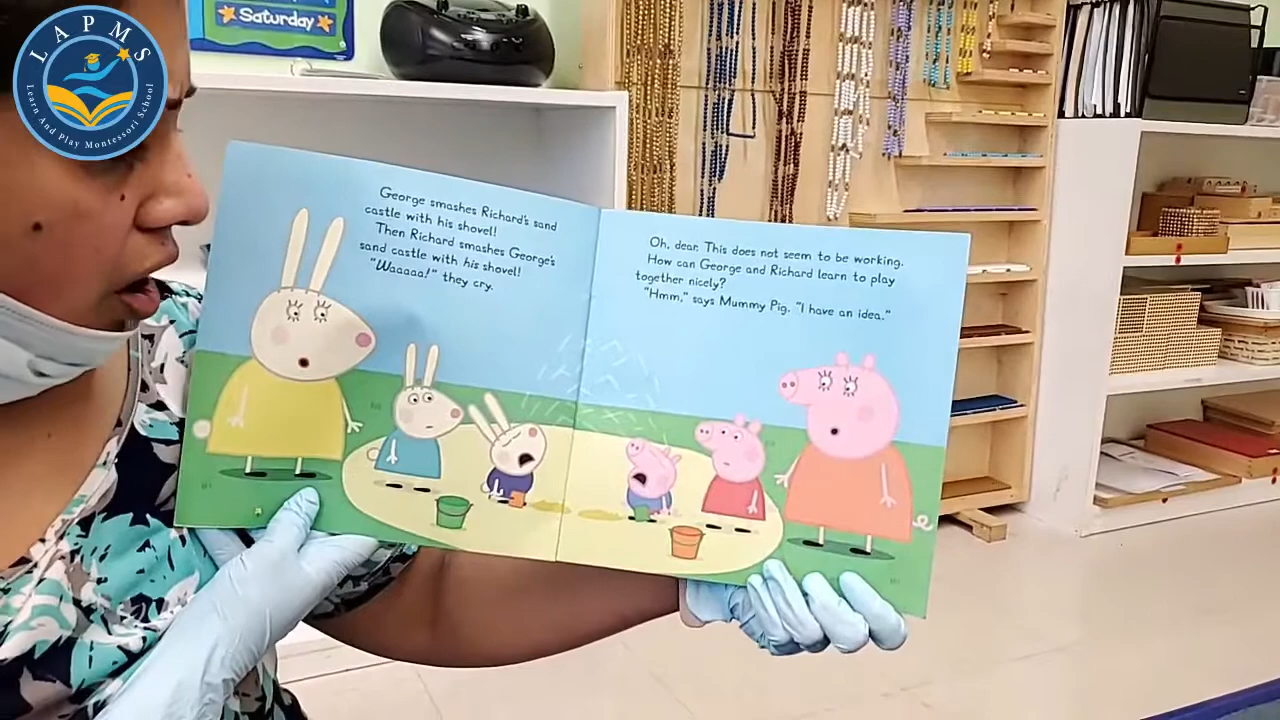 LAPMS
Learn And Play Montessori School
Saturday
George smashes Richard's sand
castle with his shovel!
Then Richard smashes George's
sand castle with his shovel!
"Waaaaa!" they cry.
Oh, dear. This does not seem to be working.
How can George and Richard learn to play
together nicely?
"Hmm," says Mummy Pig. "I have an idea."